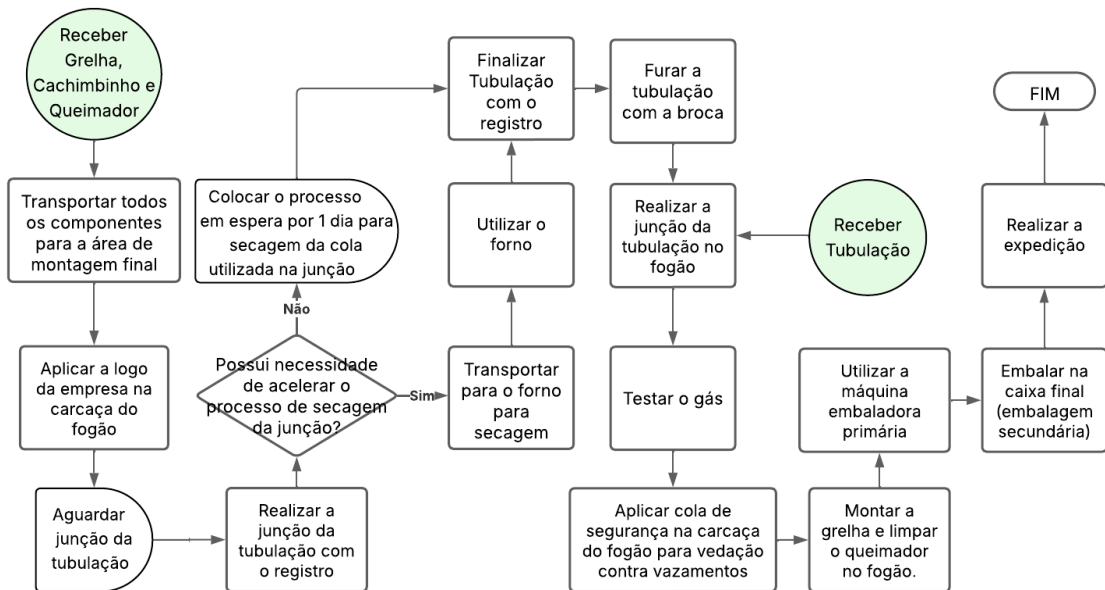 Receber
Grelha,
Cachimbinho e
Queimador
Transportar todos
os componentes
para a área de
montagem final
Aplicar a logo
da empresa na
carcaça do
fogão
Aguardar
junção da
tubulação
Realizar a
junção da
tubulação com
o registro
Possui necessidade
de acelerar o
processo de secagem
da junção?
Não
Sim
Colocar o processo
em espera por 1 dia para
secagem da cola
utilizada na junção
Transportar
para o forno
para
secagem
Utilizar o
forno
Finalizar
Tubulação
com o
registro
Furar a
tubulação
com a broca
Realizar a
junção da
tubulação no
fogão
Receber
Tubulação
Testar o gás
Aplicar cola de
segurança na carcaça
do fogão para vedação
contra vazamentos
Montar a
grelha e limpar
o queimador
no fogão.
Utilizar a
máquina
embaladora
primária
Embalar na
caixa final
(embalagem
secundária)
Realizar a
expedição
FIM